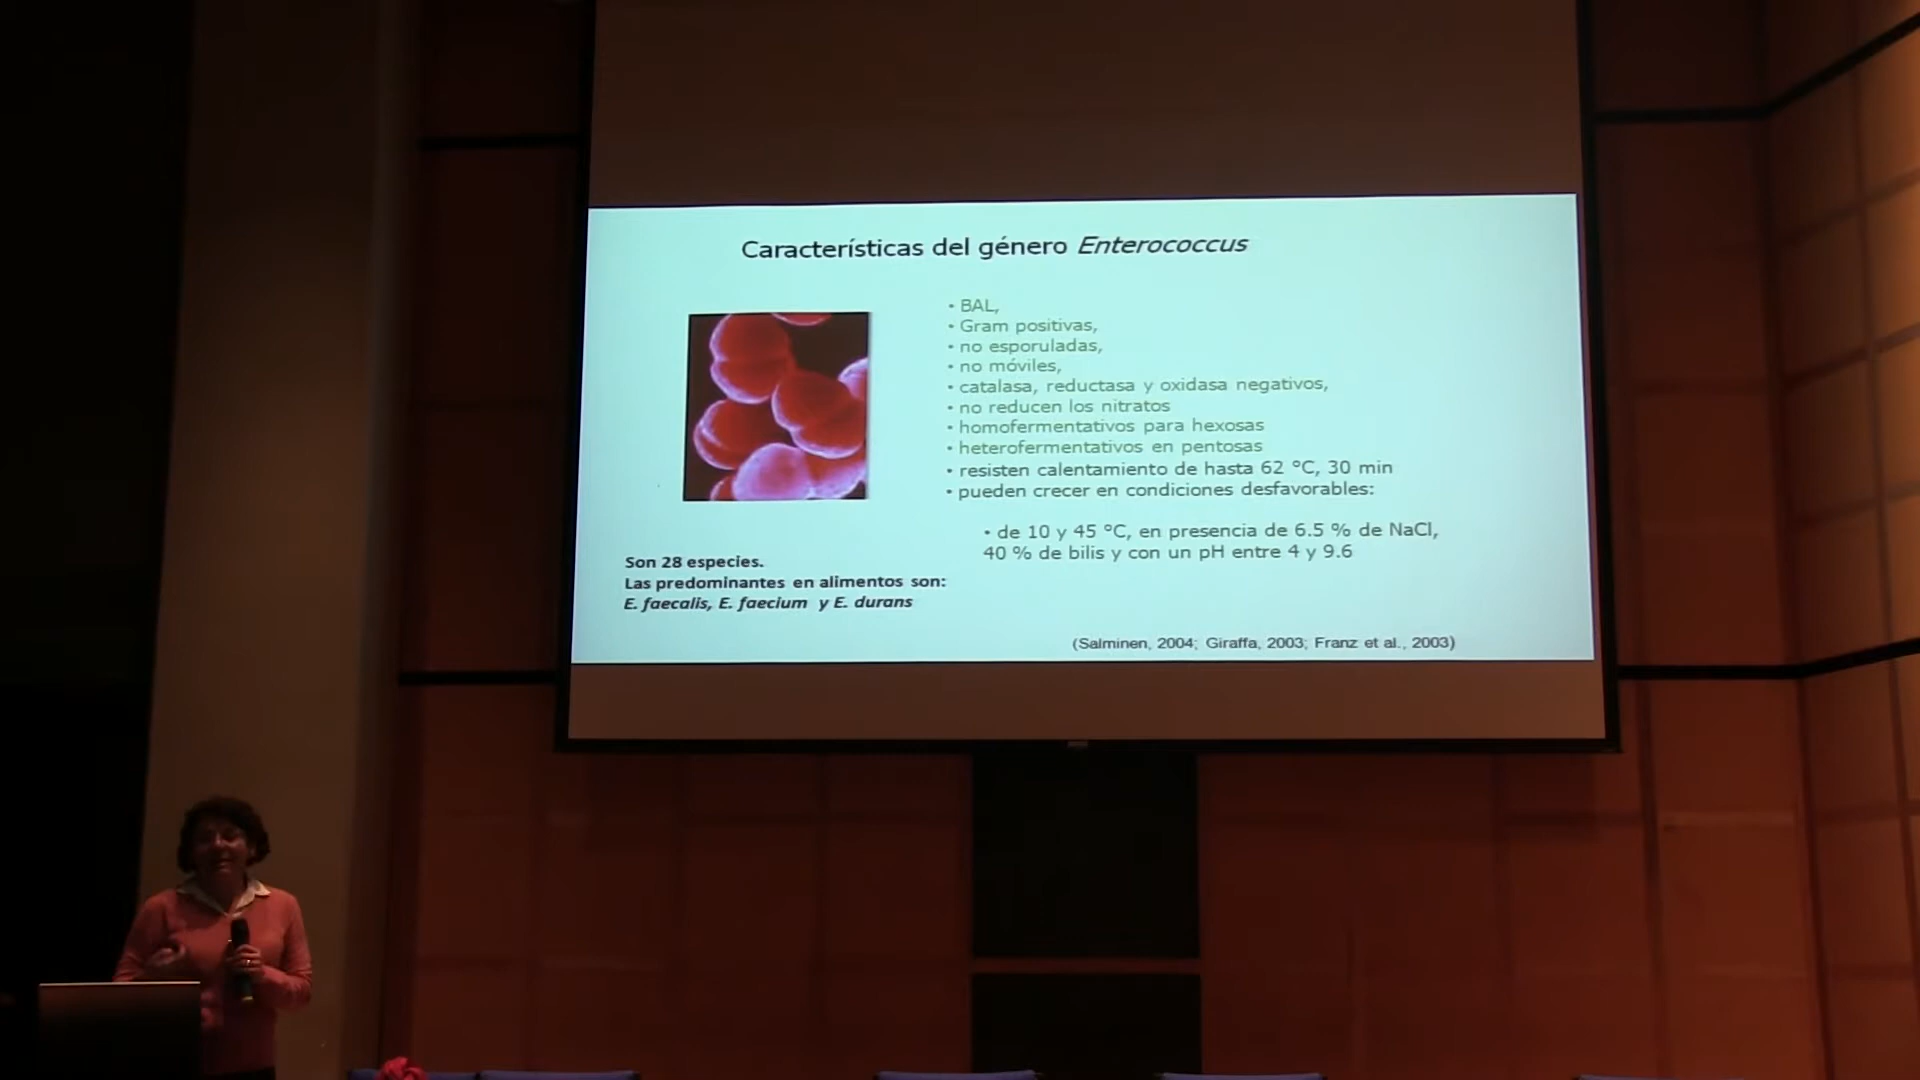 Características del género Enterococcus
• BAL,
• Gram positivas,
• no esporuladas,
• no móviles,
• catalasa, reductasa y oxidasa negativos,
• no reducen los nitratos
• homofermentativos para hexosas
• heterofermentativos en pentosas
• resisten calentamiento de hasta 62 °C, 30 min
• pueden crecer en condiciones desfavorables:
• de 10 y 45 °C, en presencia de 6.5 % de NaCl,
40 % de bilis y con un pH entre 4 y 9.6
Son 28 especies.
Las predominantes en alimentos son:
E. faecalis, E. faecium y E. durans
(Salminen, 2004; Giraffa, 2003; Franz et al., 2003)